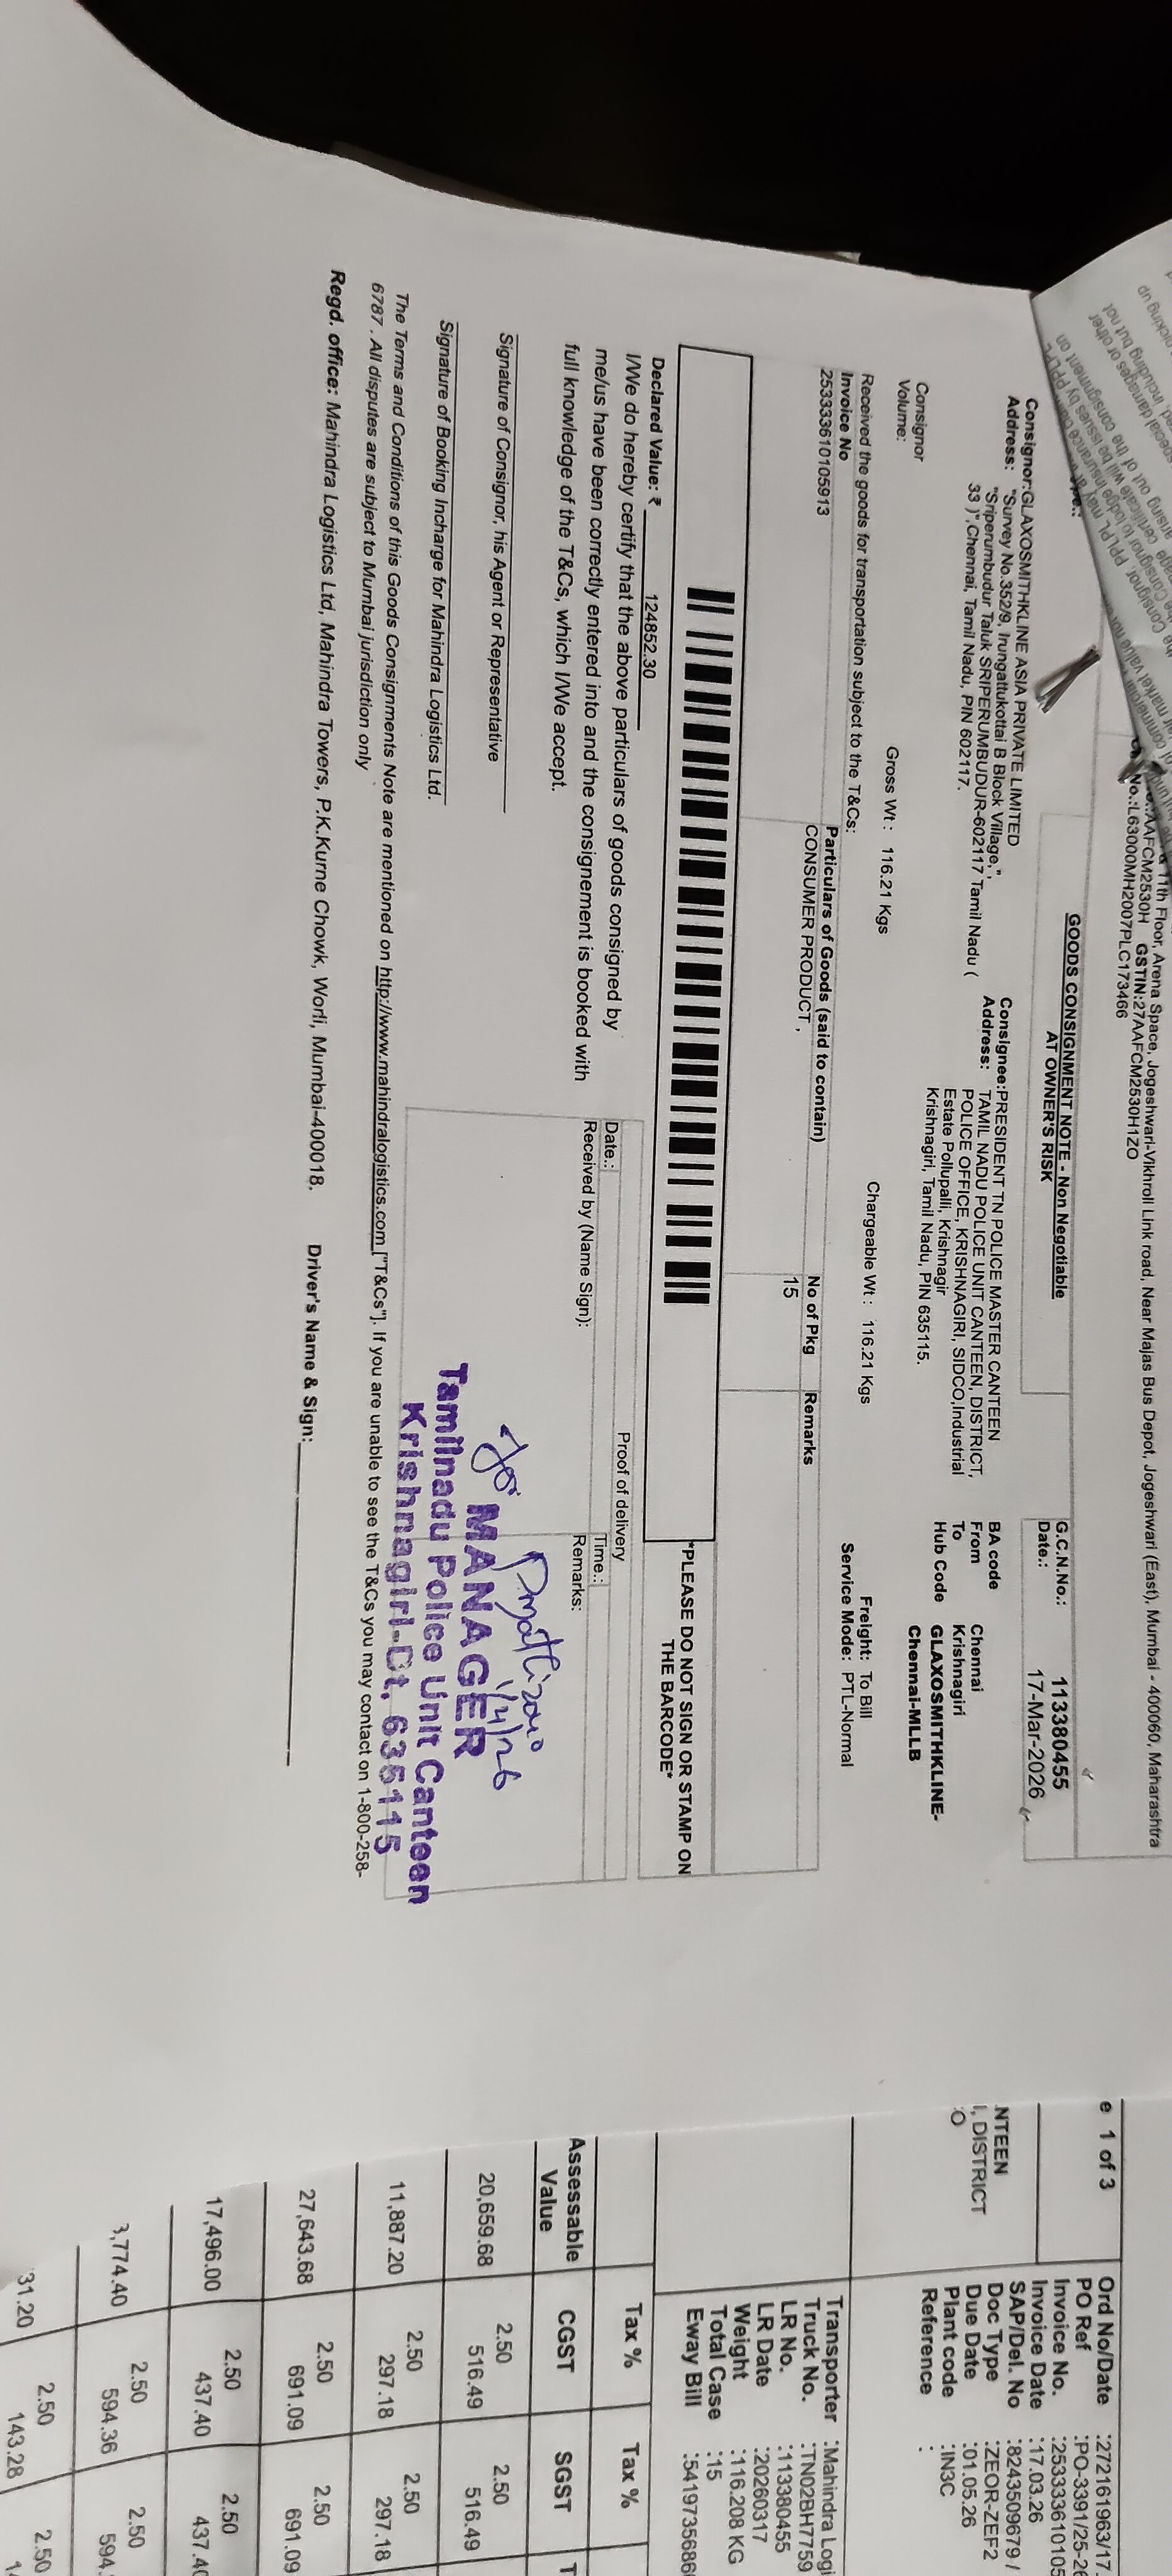 11th Floor, Arena Space, Jogeshwari-Vikhroli Link road, Near Majas Bus Depot, Jogeshwari (East), Mumbai - 400060, Maharashtra
AAFCM2530H GSTIN:27AAFCM2530H1ZO
No.:L63000MH2007PLC173466
GOODS CONSIGNMENT NOTE - Non Negotiable
AT OWNER'S RISK
G.C.N.No.: 113380455
Date.: 17-Mar-2026
Consignor:GLAXOSMITHKLINE ASIA PRIVATE LIMITED
Address: "Survey No.352/9, Irungattukottai B Block Village,",
"Sriperumbudur Taluk SRIPERUMBUDUR-602117 Tamil Nadu (
33 )",Chennai, Tamil Nadu, PIN 602117.
Consignee:PRESIDENT TN POLICE MASTER CANTEEN
Address: TAMIL NADU POLICE UNIT CANTEEN, DISTRICT,
POLICE OFFICE, KRISHNAGIRI, SIDCO,Industrial
Estate Pollupalli, Krishnagir
Krishnagiri, Tamil Nadu, PIN 635115.
BA code
From Chennai
To Krishnagiri
Hub Code GLAXOSMITHKLINE-
Chennai-MLLB
Consignor
Volume:
Gross Wt : 116.21 Kgs
Chargeable Wt : 116.21 Kgs
Freight: To Bill
Service Mode: PTL-Normal
Received the goods for transportation subject to the T&Cs:
Invoice No Particulars of Goods (said to contain) No of Pkg Remarks
253333610105913 CONSUMER PRODUCT , 15
*PLEASE DO NOT SIGN OR STAMP ON
THE BARCODE*
Declared Value: ₹ 124852.30
I/We do hereby certify that the above particulars of goods consigned by
me/us have been correctly entered into and the consignement is booked with
full knowledge of the T&Cs, which I/We accept.
Proof of delivery
Date.: Time.:
Received by (Name Sign): Remarks:
1/4/26
MANAGER
Tamilnadu Police Unit Canteen
Krishnagiri-Dt, 635115
Signature of Consignor, his Agent or Representative
Signature of Booking Incharge for Mahindra Logistics Ltd.
The Terms and Conditions of this Goods Consignments Note are mentioned on http://www.mahindralogistics.com ["T&Cs"]. If you are unable to see the T&Cs you may contact on 1-800-258-
6787 . All disputes are subject to Mumbai jurisdiction only
Regd. office: Mahindra Logistics Ltd, Mahindra Towers, P.K.Kurne Chowk, Worli, Mumbai-400018. Driver's Name & Sign:
e 1 of 3
NTEEN
, DISTRICT
Ord No/Date :272161963/17.
PO Ref :PO-3391/25-26
Invoice No. :25333361010
Invoice Date :17.03.26
SAP/Del. No :8243509679 /
Doc Type :ZEOR-ZEF2
Due Date :01.05.26
Plant code :IN3C
Reference :
Transporter :Mahindra Logi
Truck No. :TN02BH7759
LR No. :113380455
LR Date :20260317
Weight :116.208 KG
Total Case :15
Eway Bill :5419735686
Tax % Tax %
Assessable
Value CGST SGST
20,659.68 2.50 2.50
516.49 516.49
11,887.20 2.50 2.50
297.18 297.18
27,643.68 2.50 2.50
691.09 691.09
17,496.00 2.50 2.50
437.40 437.40
3,774.40 2.50 2.50
594.36 594.
31.20 2.50 2.50
143.28